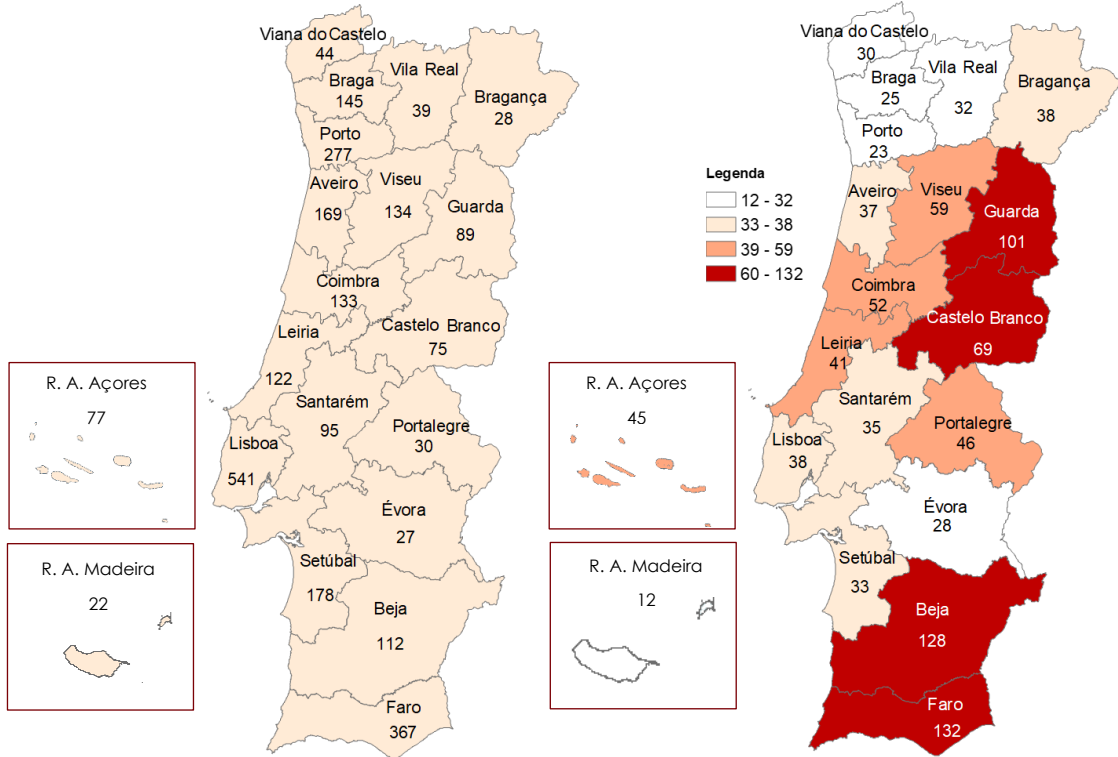 Viana do Castelo
44
Braga
145
Vila Real
39
Bragança
28
Porto
277
Aveiro
169
Viseu
134
Guarda
89
Coimbra
133
Castelo Branco
75
Leiria
122
Santarém
95
Portalegre
30
Lisboa
541
Évora
27
Setúbal
178
Beja
112
Faro
367
R. A. Açores
77
R. A. Madeira
22
Viana do Castelo
30
Braga
25
Vila Real
32
Bragança
38
Porto
23
Legenda
12 - 32
33 - 38
39 - 59
60 - 132
Aveiro
37
Viseu
59
Guarda
101
Coimbra
52
Castelo Branco
69
Leiria
41
Santarém
35
Portalegre
46
Lisboa
38
Évora
28
Setúbal
33
Beja
128
Faro
132
R. A. Açores
45
R. A. Madeira
12